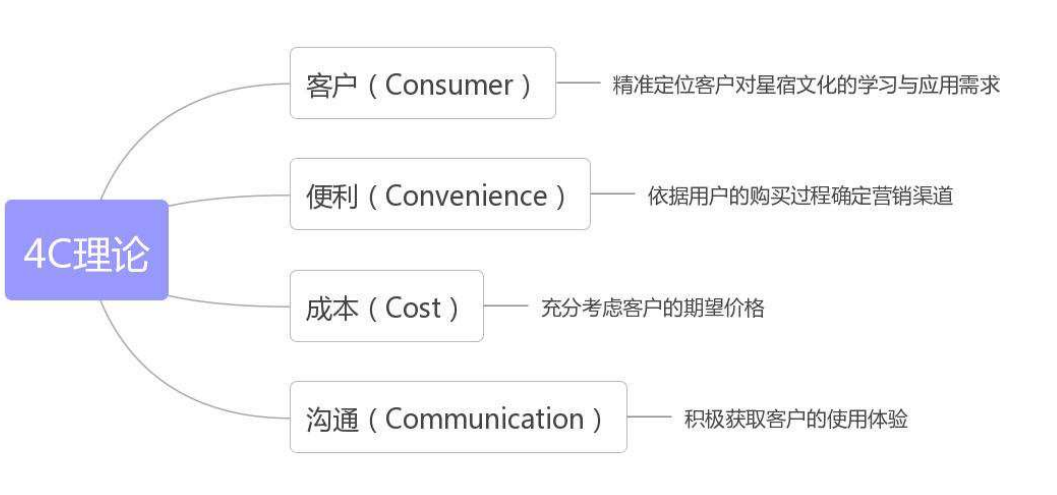 客户（Consumer） 精准定位客户对星宿文化的学习与应用需求
便利（Convenience） 依据用户的购买过程确定营销渠道
4C理论
成本（Cost） 充分考虑客户的期望价格
沟通（Communication） 积极获取客户的使用体验